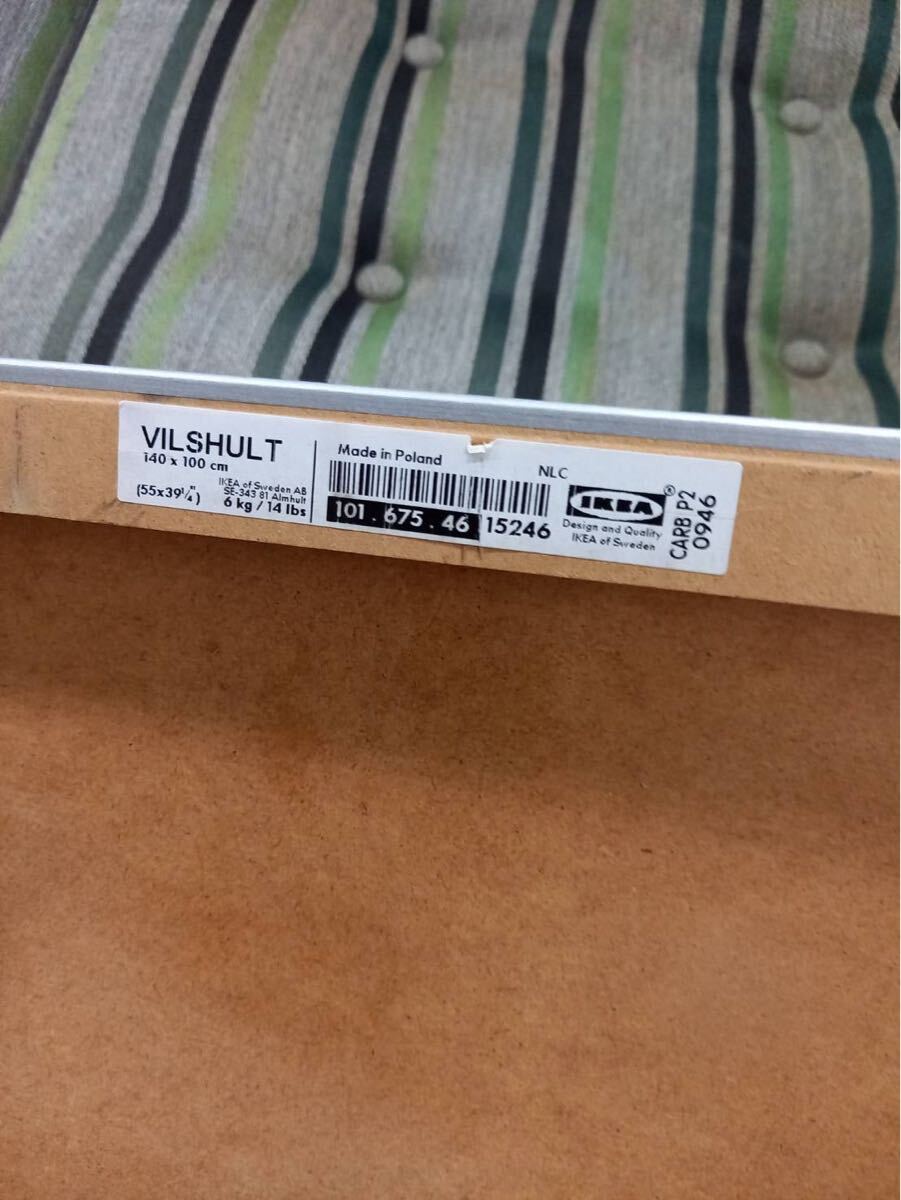 VILSHULT
140 x 100 cm
(55x39¼")
IKEA of Sweden AB
SE-343 81 Älmhult
6 kg / 14 lbs
Made in Poland
NLC
101.675.46 15246
IKEA®
Design and Quality
IKEA of Sweden
CARB P2
0946